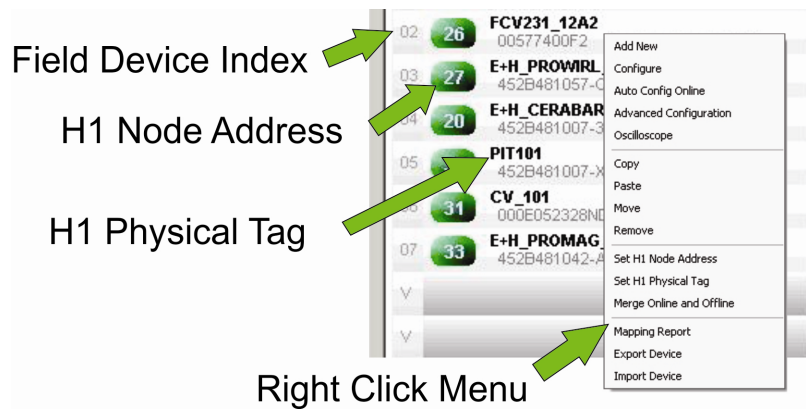 Field Device Index
H1 Node Address
H1 Physical Tag
Right Click Menu
02 26 FCV231_12A2
00577400F2
03 27 E+H_PROWIRL_
452B481057-
20 E+H_CERABAR
452B481007-3
05 PIT101
452B481007-X
31 CV_101
000E052328ND
07 33 E+H_PROMAG_
452B481042-A
V
V
Add New
Configure
Auto Config Online
Advanced Configuration
Oscilloscope
Copy
Paste
Move
Remove
Set H1 Node Address
Set H1 Physical Tag
Merge Online and Offline
Mapping Report
Export Device
Import Device